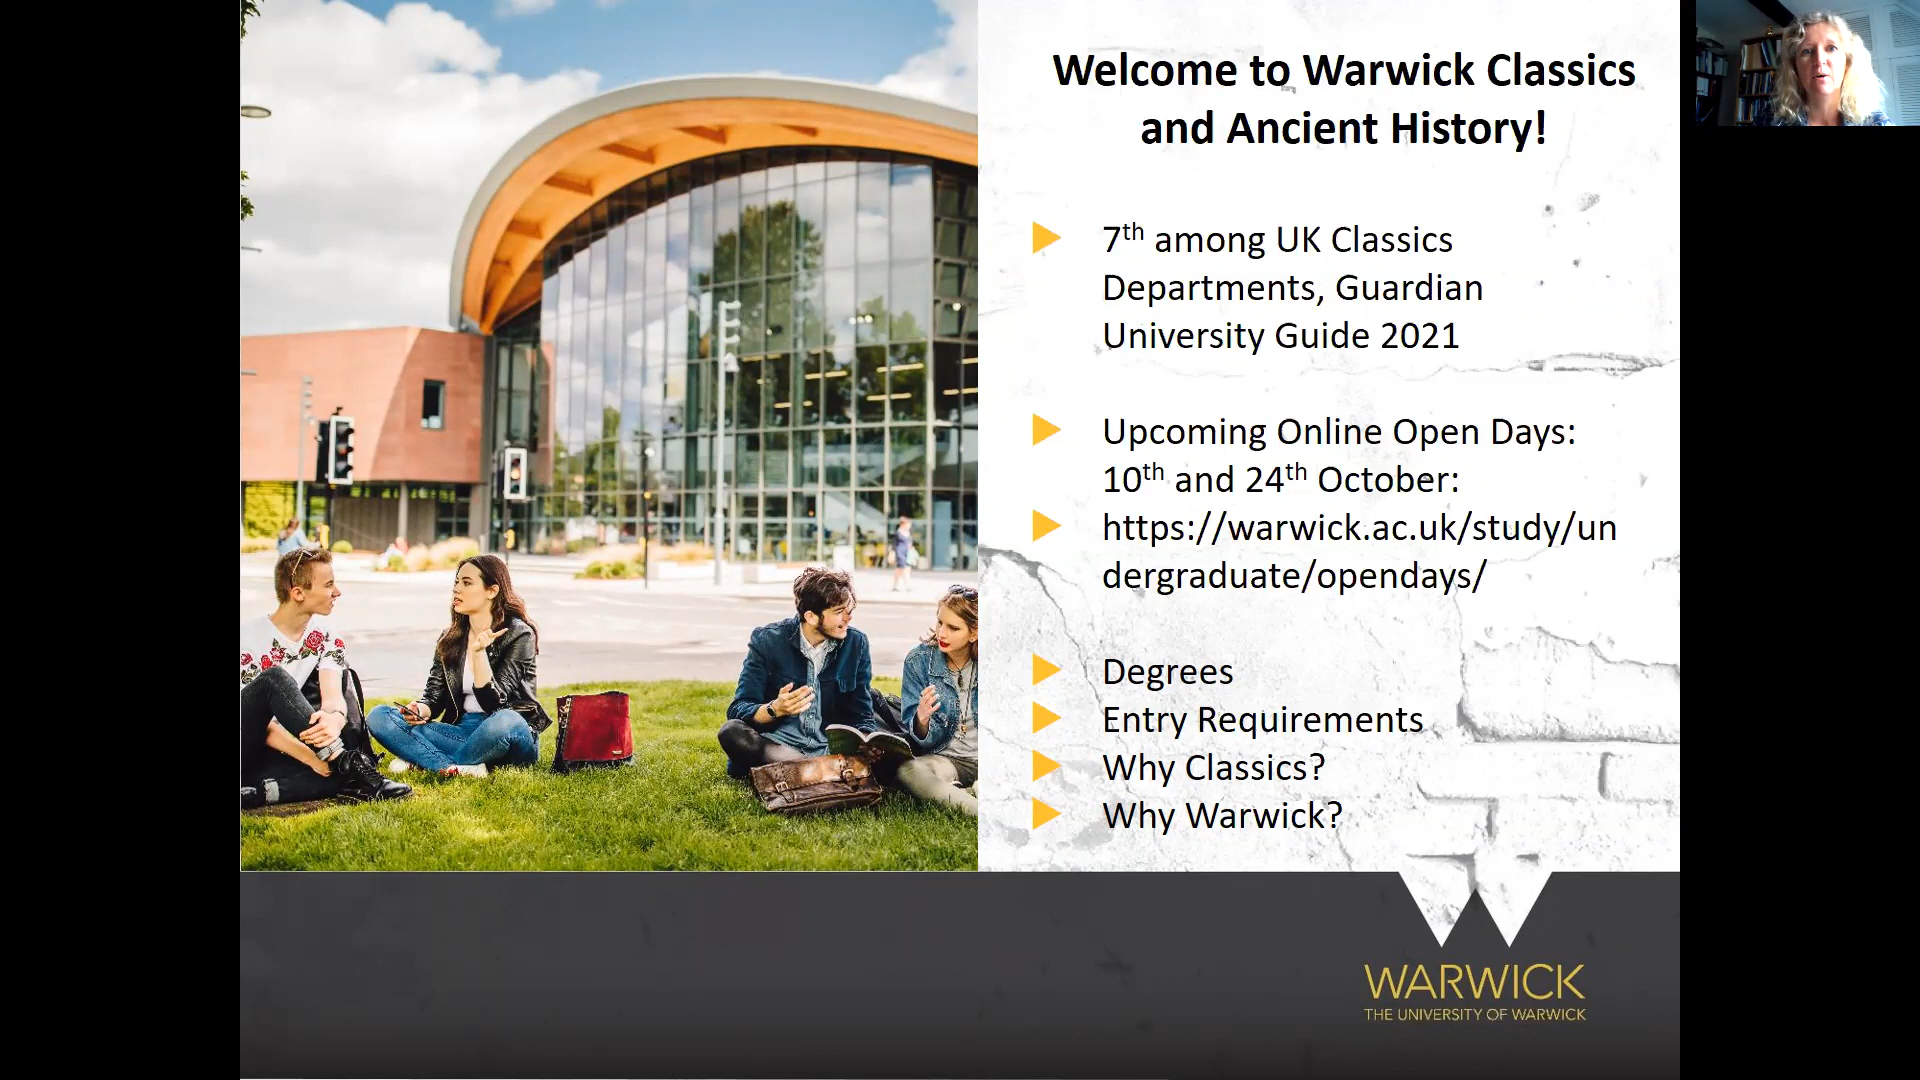 Welcome to Warwick Classics
and Ancient History!
7th among UK Classics
Departments, Guardian
University Guide 2021
Upcoming Online Open Days:
10th and 24th October:
https://warwick.ac.uk/study/un
dergraduate/opendays/
Degrees
Entry Requirements
Why Classics?
Why Warwick?
WARWICK
THE UNIVERSITY OF WARWICK